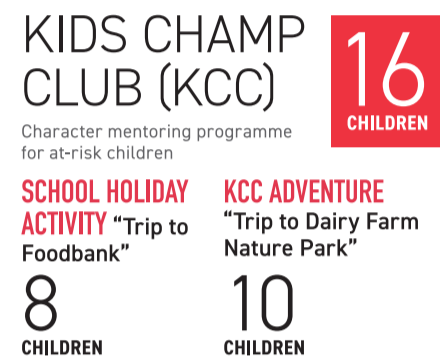 KIDS CHAMP
CLUB (KCC)
Character mentoring programme
for at-risk children
16
CHILDREN
SCHOOL HOLIDAY
ACTIVITY “Trip to
Foodbank”
8
CHILDREN
KCC ADVENTURE
“Trip to Dairy Farm
Nature Park”
10
CHILDREN